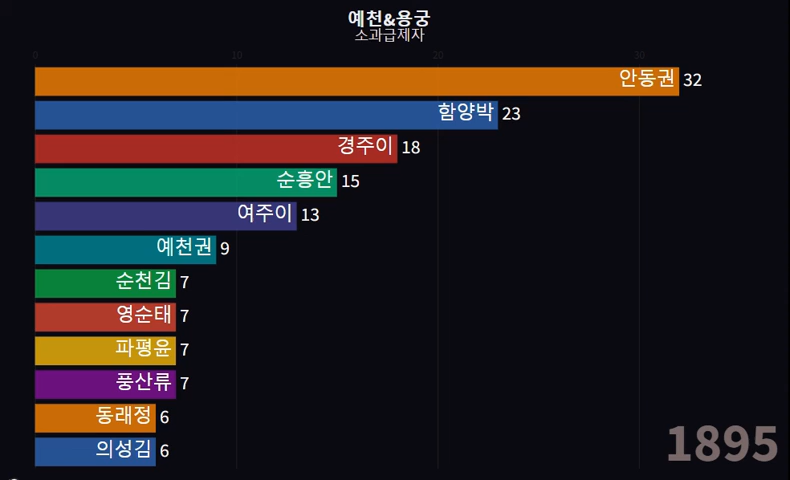 예천&용궁
소과급제자
0 10 20 30
안동권 32
함양박 23
경주이 18
순흥안 15
여주이 13
예천권 9
순천김 7
영순태 7
파평윤 7
풍산류 7
동래정 6
의성김 6
1895